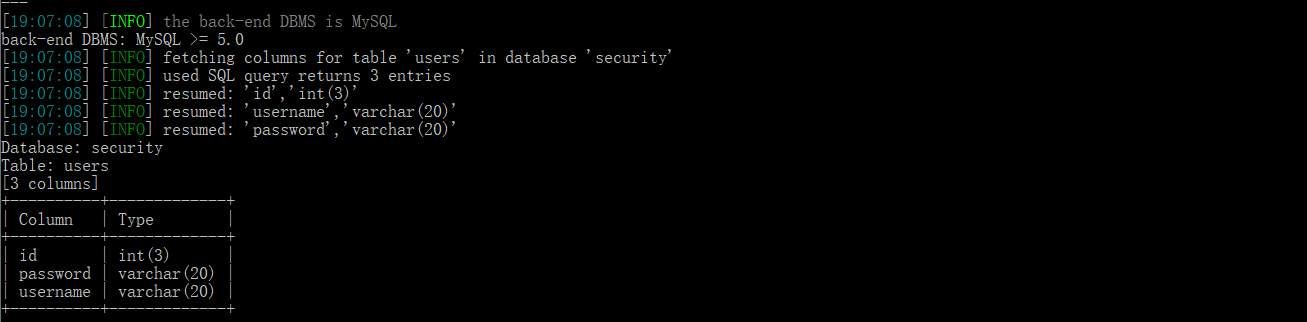 ---
[19:07:08] [INFO] the back-end DBMS is MySQL
back-end DBMS: MySQL >= 5.0
[19:07:08] [INFO] fetching columns for table 'users' in database 'security'
[19:07:08] [INFO] used SQL query returns 3 entries
[19:07:08] [INFO] resumed: 'id','int(3)'
[19:07:08] [INFO] resumed: 'username','varchar(20)'
[19:07:08] [INFO] resumed: 'password','varchar(20)'
Database: security
Table: users
[3 columns]
+----------+-------------+
| Column   | Type        |
+----------+-------------+
| id       | int(3)      |
| password | varchar(20) |
| username | varchar(20) |
+----------+-------------+